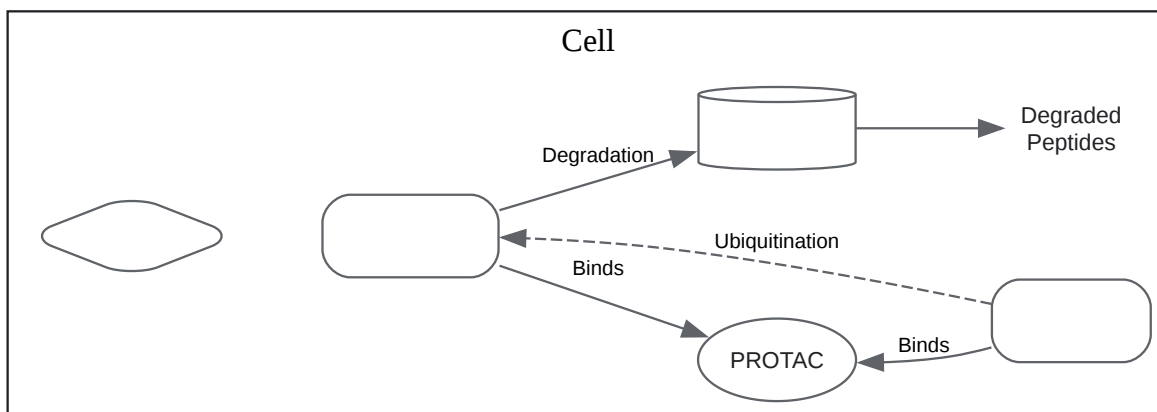 Cell
Degraded
Peptides
Degradation
Ubiquitination
Binds
Binds
PROTAC